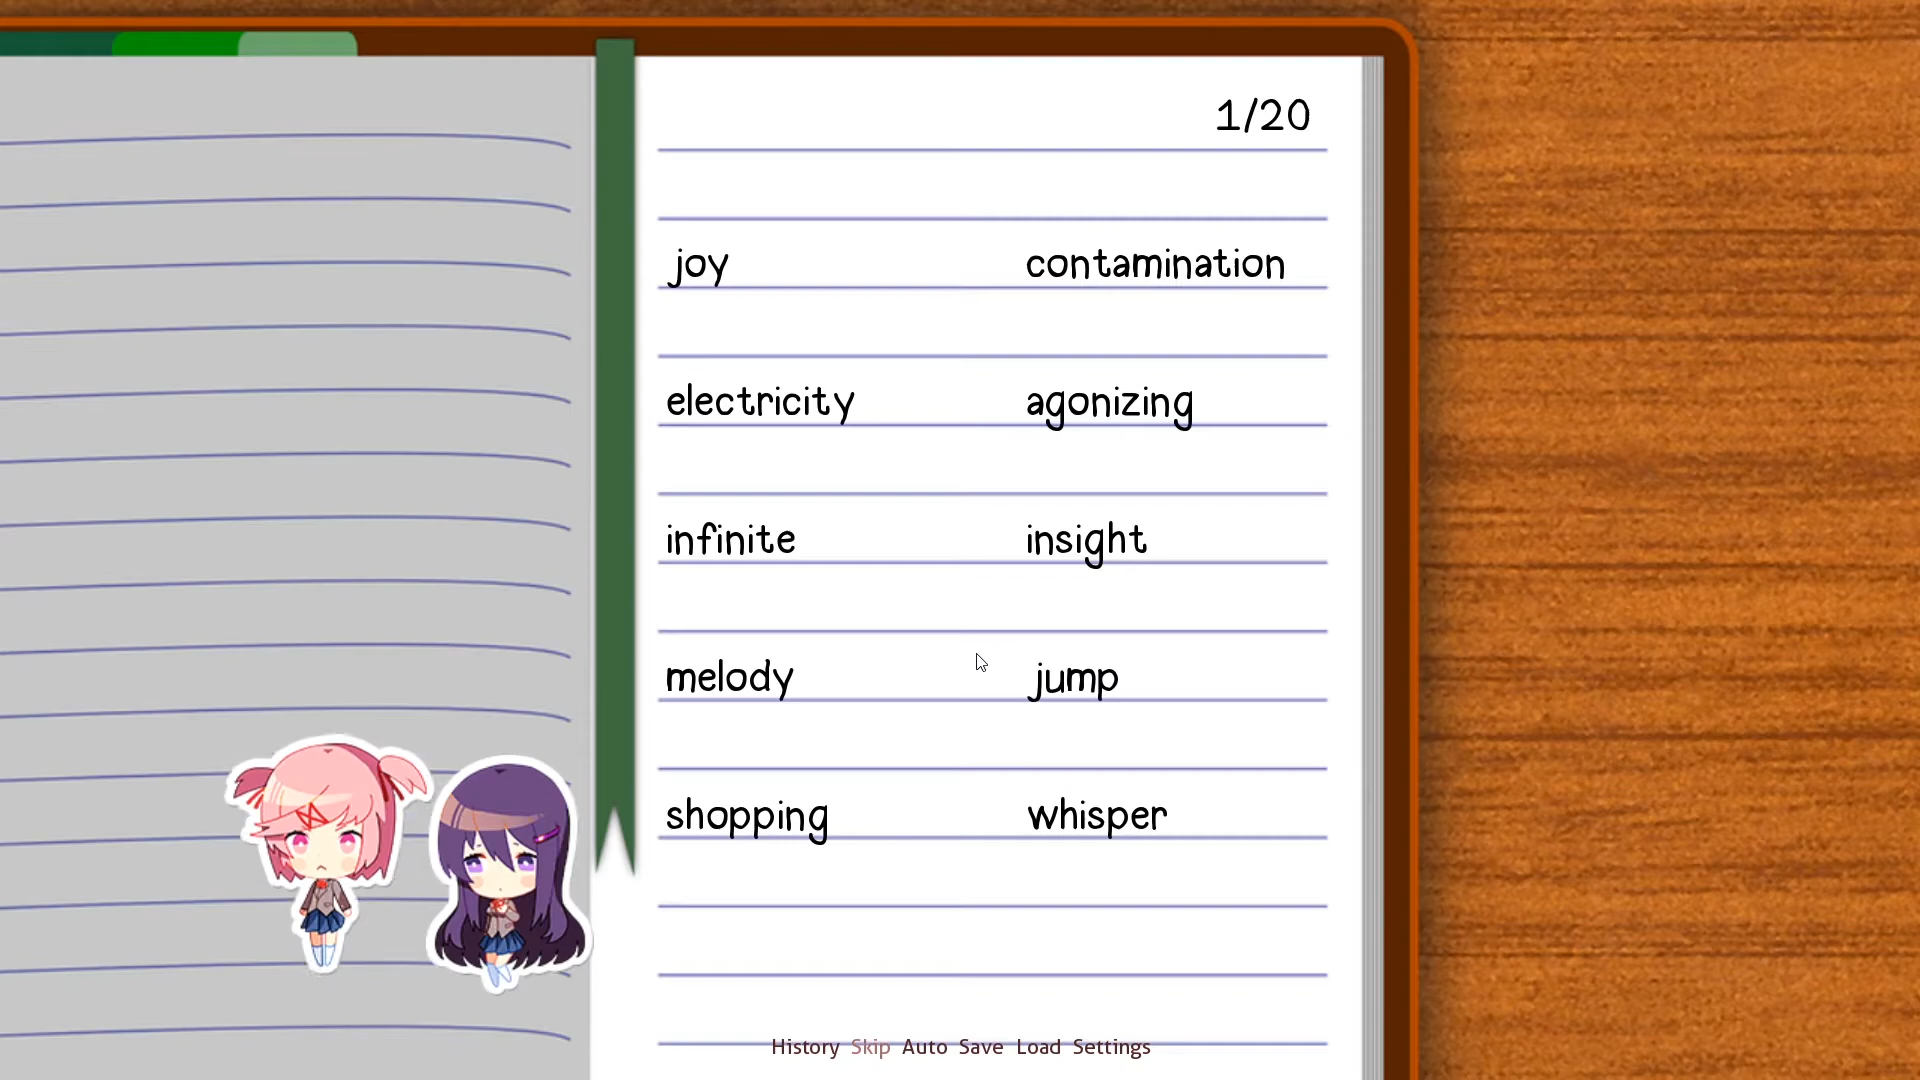 1/20
joy contamination
electricity agonizing
infinite insight
melody jump
shopping whisper
History Skip Auto Save Load Settings